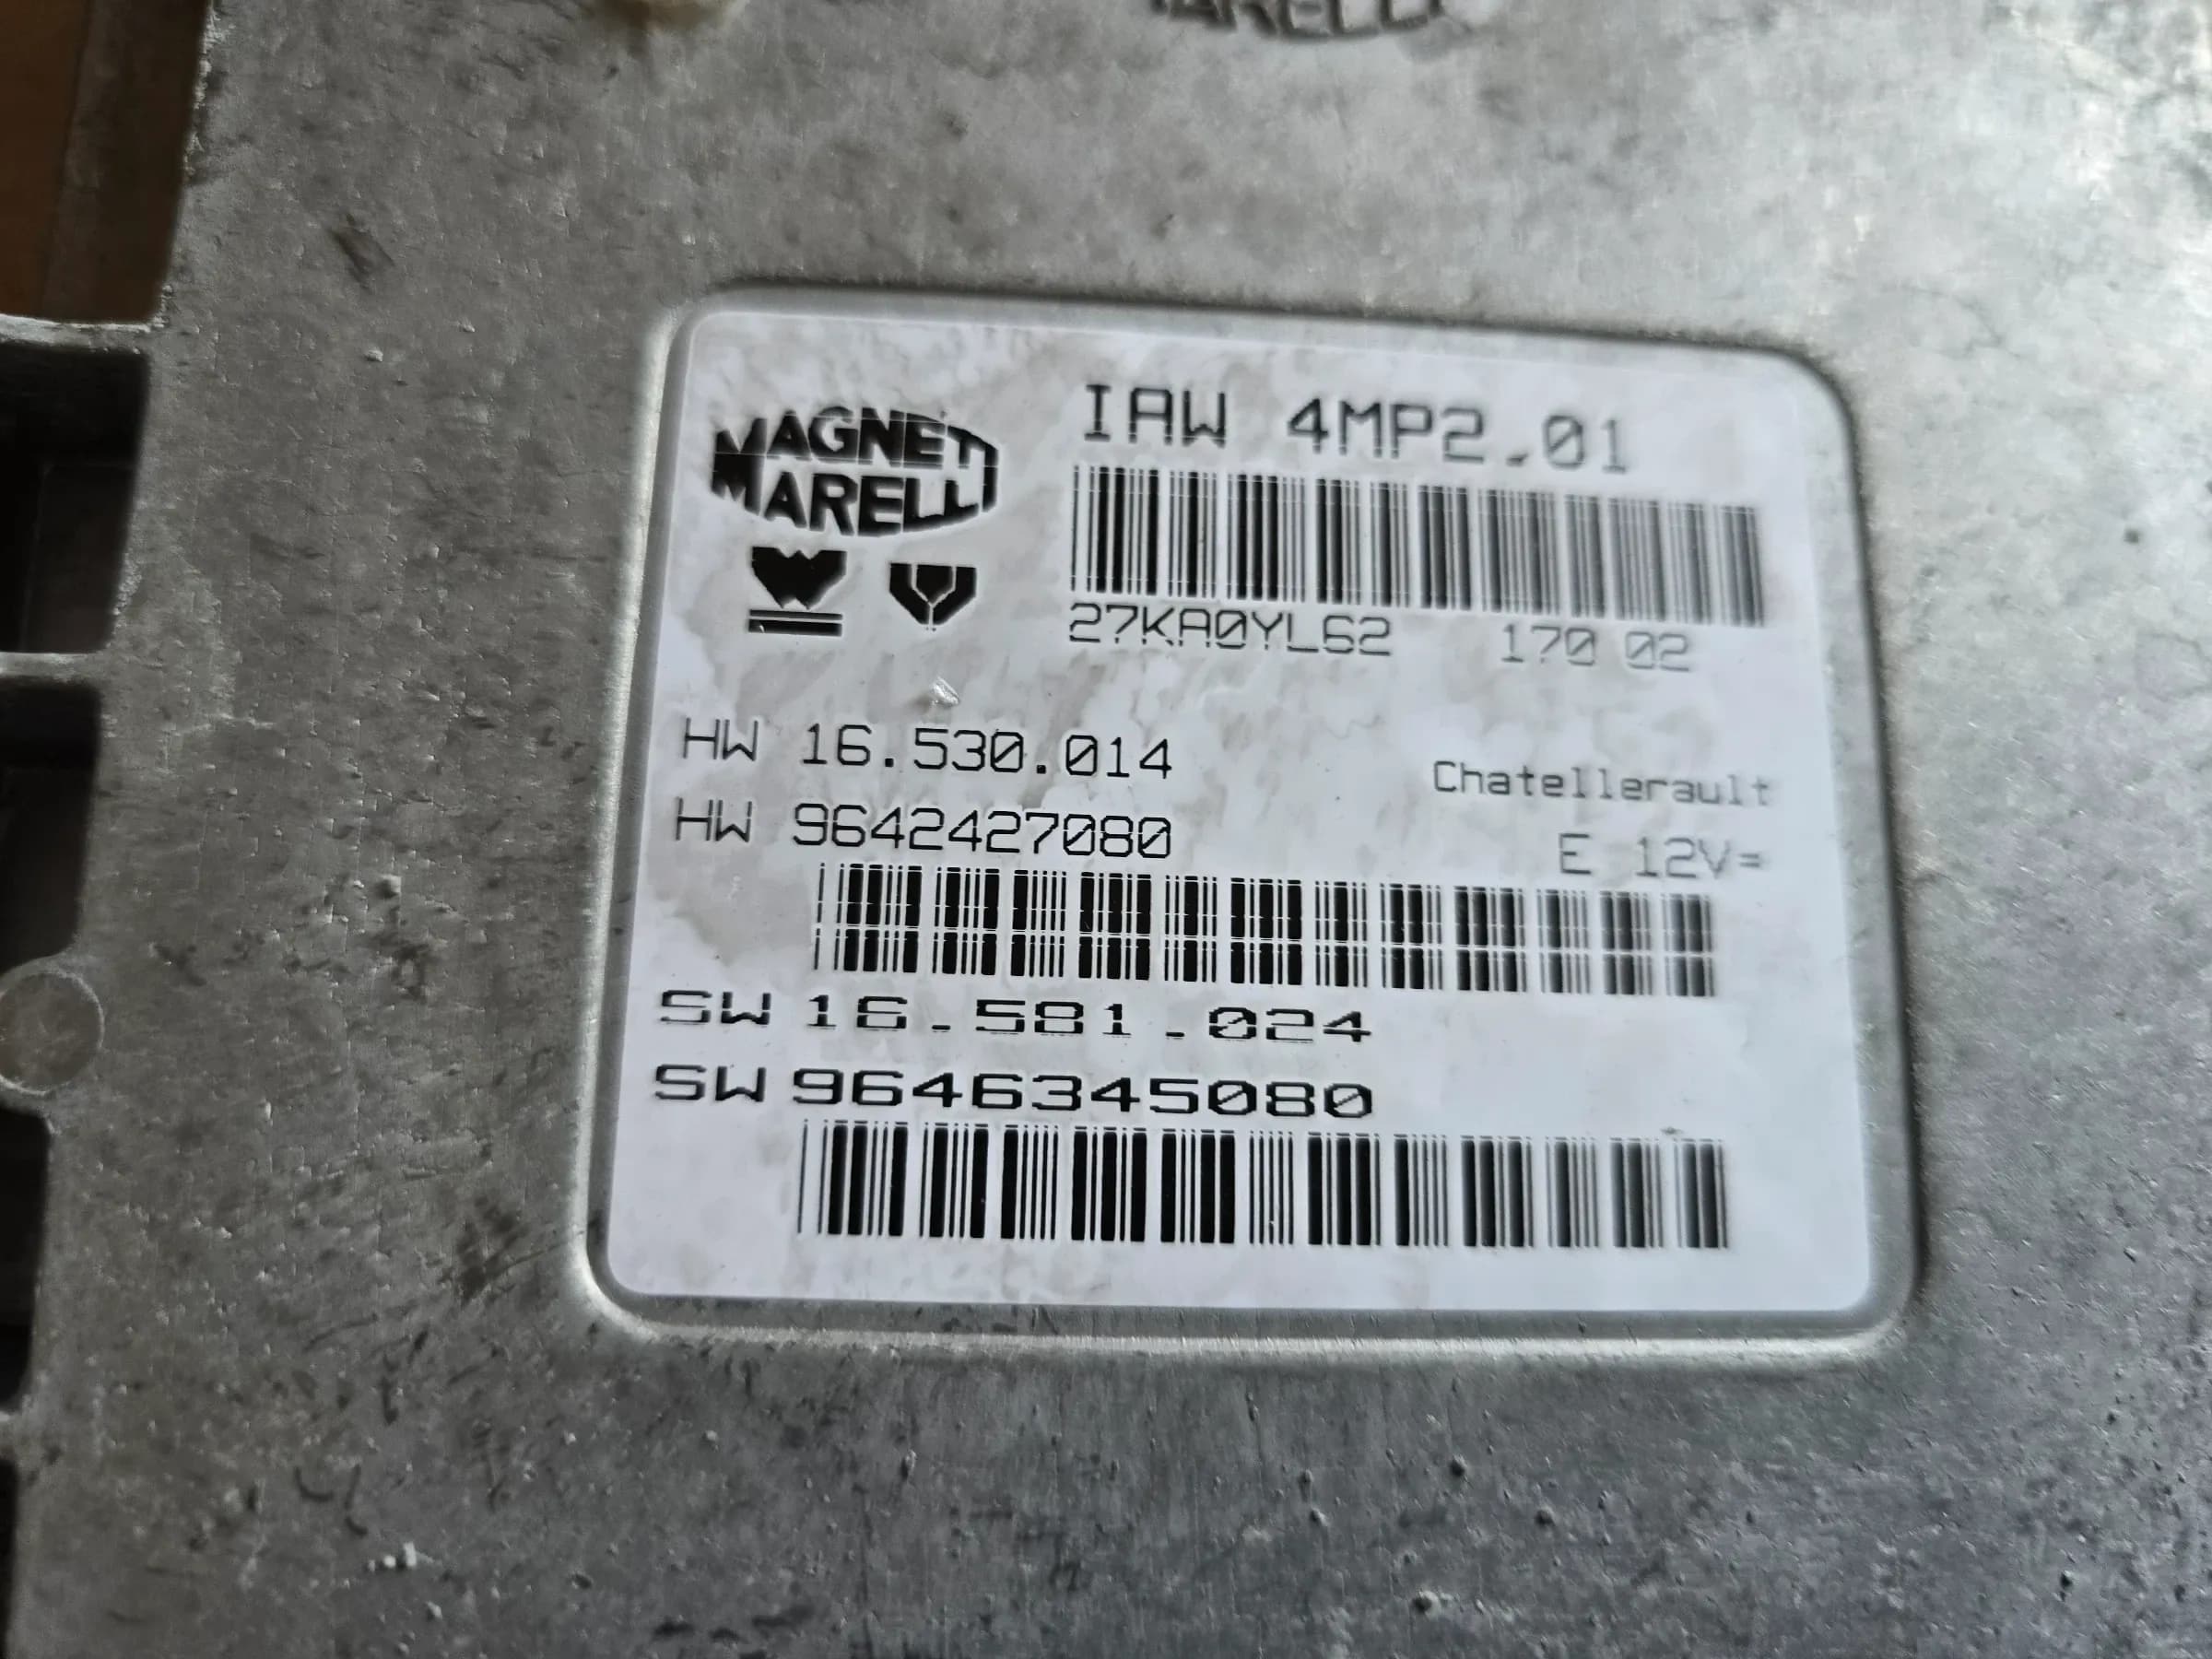 MARELLI
IAW 4MP2.01
MAGNETI
MARELLI
27KA0YL62 170 02
HW 16.530.014
Chatellerault
HW 9642427080
E 12V=
SW 16.581.024
SW 9646345080